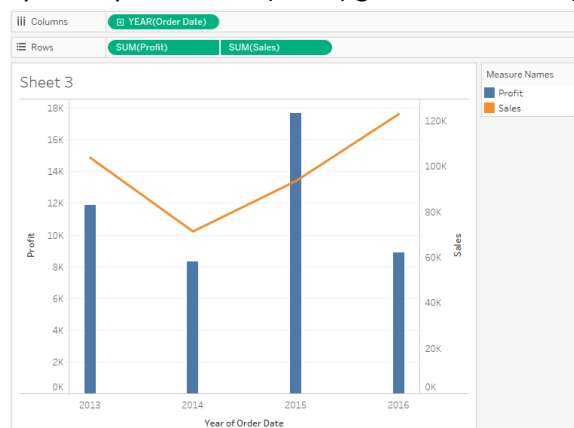 Columns
YEAR(Order Date)
Rows
SUM(Profit)
SUM(Sales)
Sheet 3
Measure Names
Profit
Sales
18K
16K
14K
12K
10K
8K
6K
4K
2K
0K
Profit
120K
100K
80K
60K
40K
20K
0K
Sales
2013
2014
2015
2016
Year of Order Date